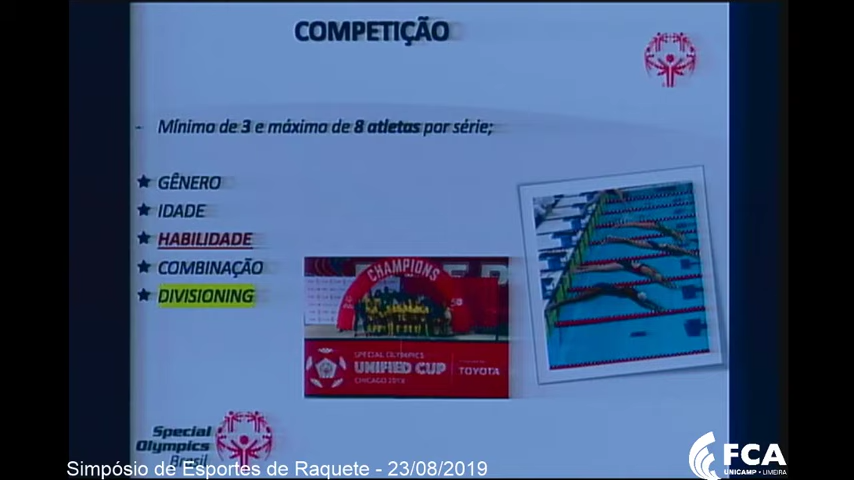 COMPETIÇÃO
- Mínimo de 3 e máximo de 8 atletas por série;
★ GÊNERO
★ IDADE
★ HABILIDADE
★ COMBINAÇÃO
★ DIVISIONING
CHAMPIONS
SPECIAL OLYMPICS
UNIFIED CUP
CHICAGO 2018
TOYOTA
Special
Olympics
Brasil
Simpósio de Esportes de Raquete - 23/08/2019
FCA
UNICAMP • LIMEIRA